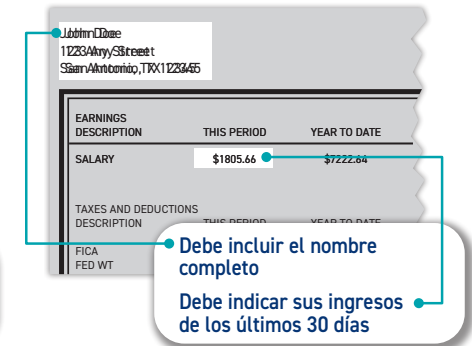 John Doe
123 Any Street
San Antonio, TX 12345
EARNINGS
DESCRIPTION THIS PERIOD YEAR TO DATE
SALARY $1805.66 $7222.64
TAXES AND DEDUCTIONS
DESCRIPTION THIS PERIOD YEAR TO DATE
FICA
FED WT
Debe incluir el nombre
completo
Debe indicar sus ingresos
de los últimos 30 días